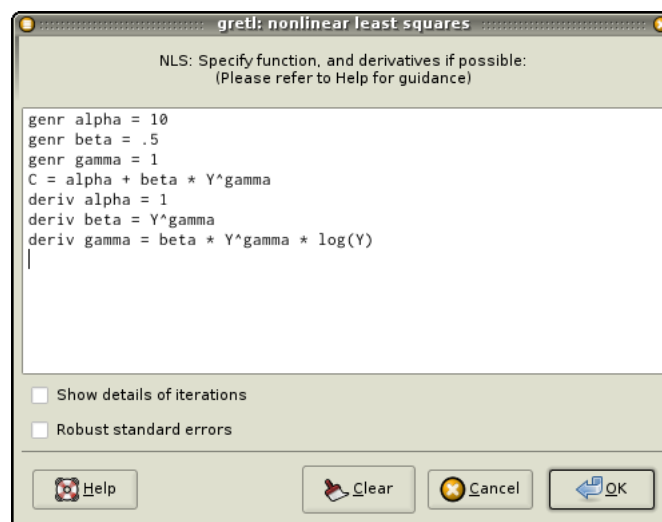 gretl: nonlinear least squares
NLS: Specify function, and derivatives if possible:
(Please refer to Help for guidance)
genr alpha = 10
genr beta = .5
genr gamma = 1
C = alpha + beta * Y^gamma
deriv alpha = 1
deriv beta = Y^gamma
deriv gamma = beta * Y^gamma * log(Y)
Show details of iterations
Robust standard errors
Help Clear Cancel OK